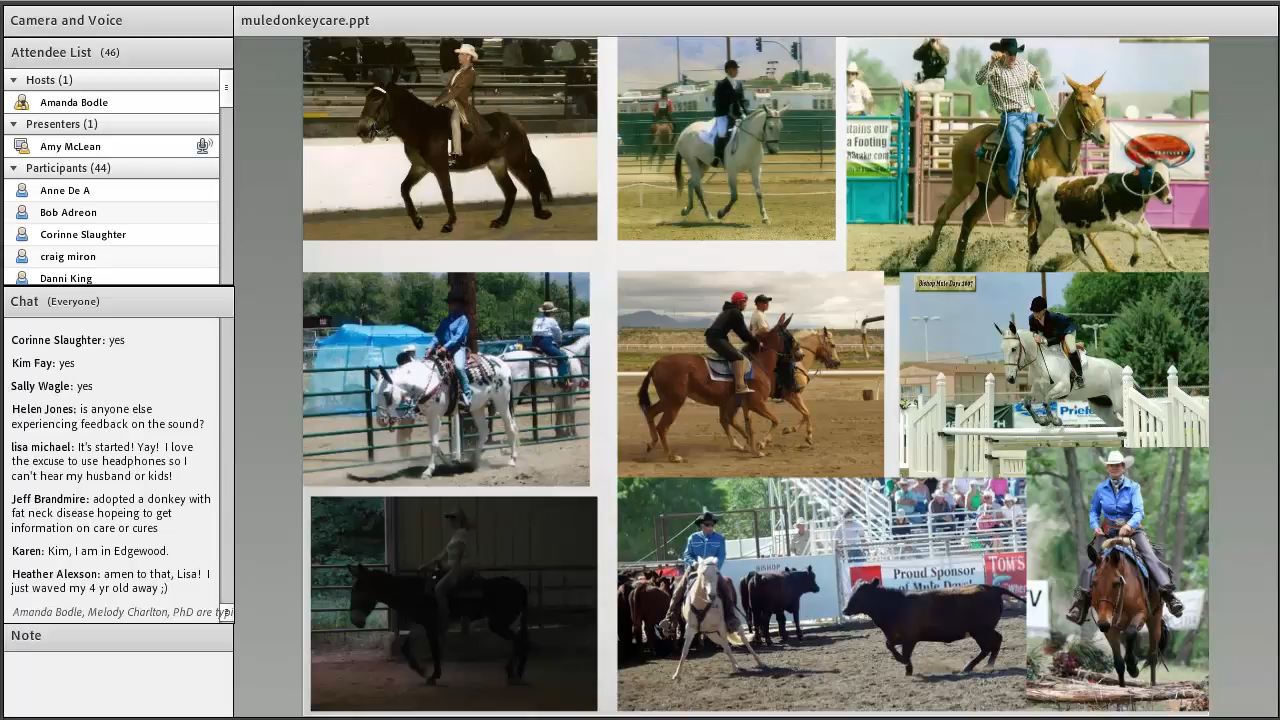 Camera and Voice
Attendee List (46)
Hosts (1)
Amanda Bodle
Presenters (1)
Amy McLean
Participants (44)
Anne De A
Bob Adreon
Corinne Slaughter
craig miron
Danni King
Chat (Everyone)
Corinne Slaughter: yes
Kim Fay: yes
Sally Wagle: yes
Helen Jones: is anyone else
experiencing feedback on the sound?
lisa michael: It's started! Yay! I love
the excuse to use headphones so I
can't hear my husband or kids!
Jeff Brandmire: adopted a donkey with
fat neck disease hopeing to get
information on care or cures
Karen: Kim, I am in Edgewood.
Heather Alexson: amen to that, Lisa! I
just waved my 4 yr old away ;)
Amanda Bodle, Melody Charlton, PhD are typi
Note
muledonkeycare.ppt
tains our
a Footing
Bishop Mule Days 2007
Priefe
BISHOP
Proud Sponsor
of Mule Days!
TOM'S